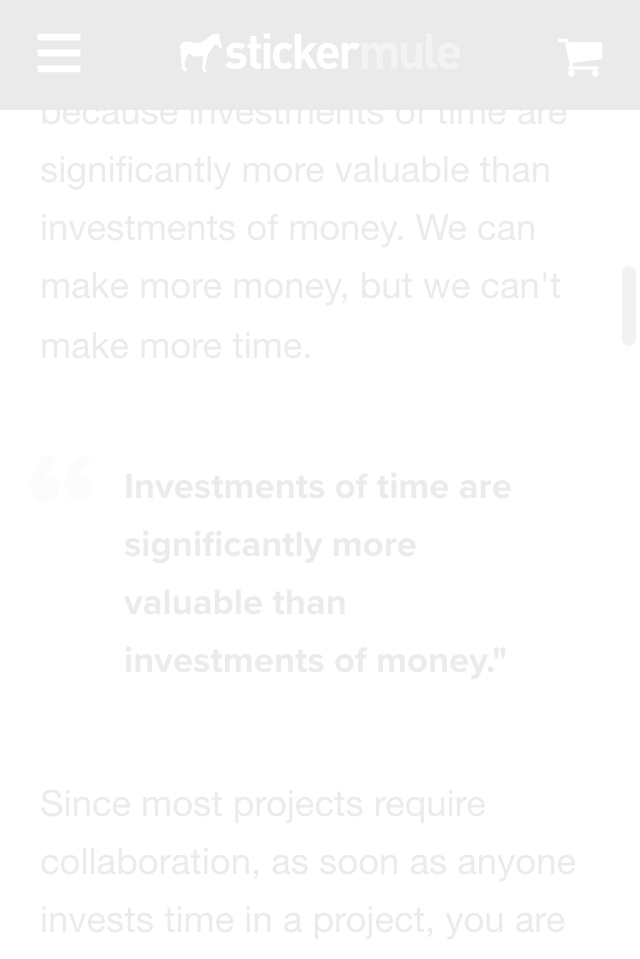 stickermule
because investments of time are
significantly more valuable than
investments of money. We can
make more money, but we can't
make more time.
“ Investments of time are
significantly more
valuable than
investments of money."
Since most projects require
collaboration, as soon as anyone
invests time in a project, you are